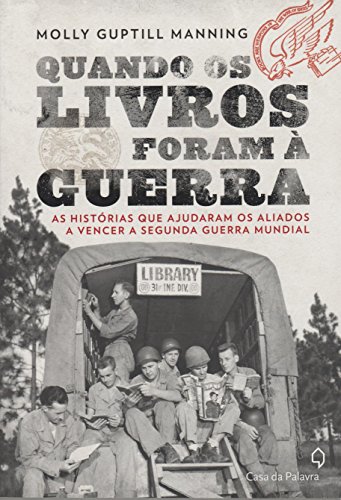 MOLLY GUPTILL MANNING
QUANDO OS
LIVROS
FORAM À
GUERRA
AS HISTÓRIAS QUE AJUDARAM OS ALIADOS
A VENCER A SEGUNDA GUERRA MUNDIAL
LIBRARY
31st INF. DIV.
Casa da Palavra